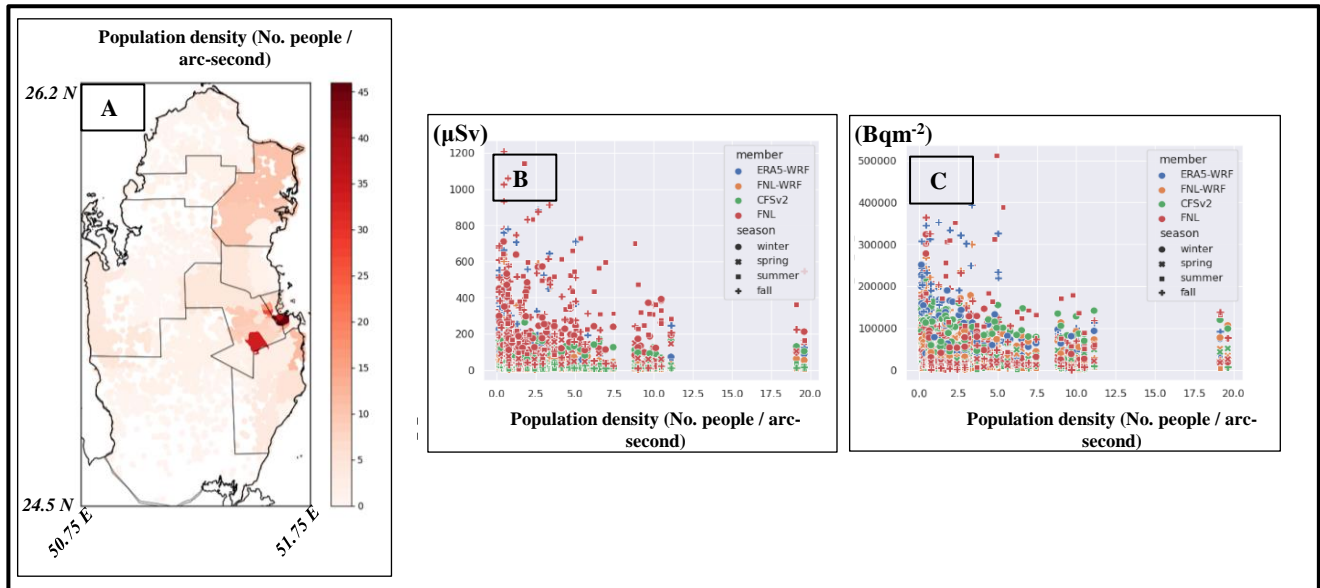 Population density (No. people /
arc-second)
26.2 N
A
45
40
35
30
25
20
15
10
5
0
24.5 N
50.75 E
51.75 E
(μSv)
B
1200
1000
800
600
400
200
0
member
ERA5-WRF
FNL-WRF
CFSv2
FNL
season
winter
spring
summer
fall
0.0 2.5 5.0 7.5 10.0 12.5 15.0 17.5 20.0
Population density (No. people / arc-
second)
(Bqm⁻²)
C
500000
400000
300000
200000
100000
0
member
ERA5-WRF
FNL-WRF
CFSv2
FNL
season
winter
spring
summer
fall
0.0 2.5 5.0 7.5 10.0 12.5 15.0 17.5 20.0
Population density (No. people / arc-
second)